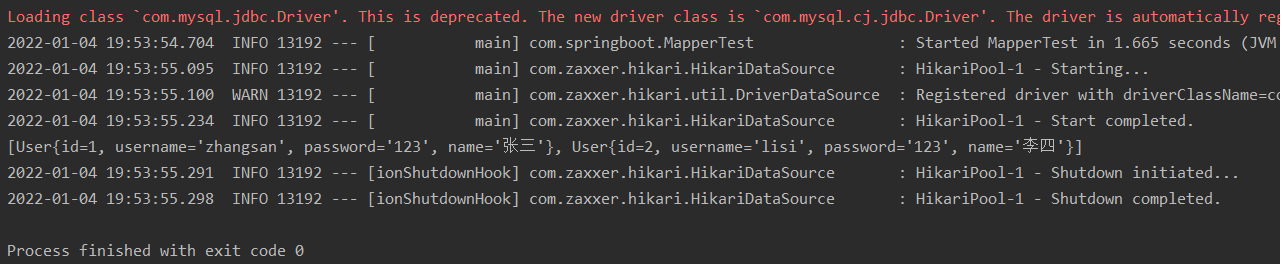 Loading class `com.mysql.jdbc.Driver'. This is deprecated. The new driver class is `com.mysql.cj.jdbc.Driver'. The driver is automatically reg
2022-01-04 19:53:54.704  INFO 13192 --- [           main] com.springboot.MapperTest                : Started MapperTest in 1.665 seconds (JVM
2022-01-04 19:53:55.095  INFO 13192 --- [           main] com.zaxxer.hikari.HikariDataSource       : HikariPool-1 - Starting...
2022-01-04 19:53:55.100  WARN 13192 --- [           main] com.zaxxer.hikari.util.DriverDataSource  : Registered driver with driverClassName=co
2022-01-04 19:53:55.234  INFO 13192 --- [           main] com.zaxxer.hikari.HikariDataSource       : HikariPool-1 - Start completed.
[User{id=1, username='zhangsan', password='123', name='张三'}, User{id=2, username='lisi', password='123', name='李四'}]
2022-01-04 19:53:55.291  INFO 13192 --- [ionShutdownHook] com.zaxxer.hikari.HikariDataSource       : HikariPool-1 - Shutdown initiated...
2022-01-04 19:53:55.298  INFO 13192 --- [ionShutdownHook] com.zaxxer.hikari.HikariDataSource       : HikariPool-1 - Shutdown completed.
Process finished with exit code 0